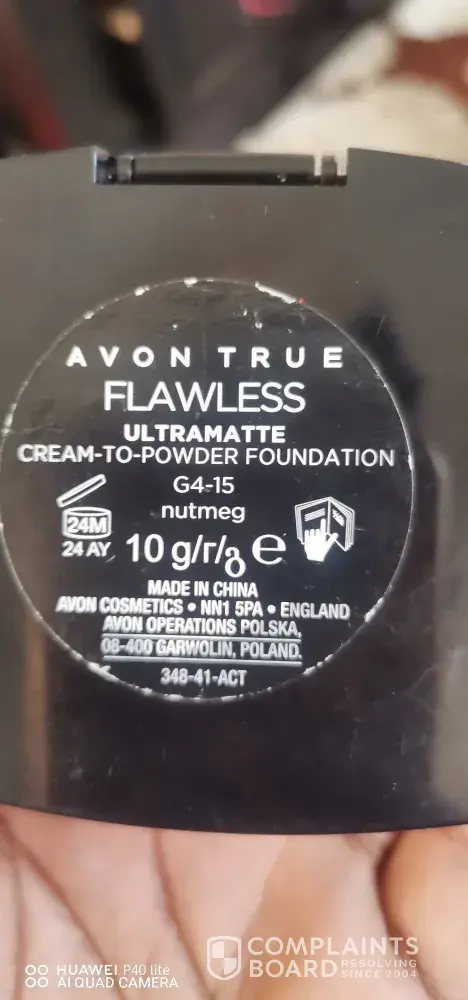 AVON TRUE
FLAWLESS
ULTRAMATTE
CREAM-TO-POWDER FOUNDATION
G4-15
nutmeg
24M
24 AY
10 g/г/გ ℮
MADE IN CHINA
AVON COSMETICS • NN1 5PA • ENGLAND
AVON OPERATIONS POLSKA,
08-400 GARWOLIN, POLAND.
348-41-ACT
HUAWEI P40 lite
AI QUAD CAMERA
COMPLAINTS
BOARD RESOLVING
SINCE 2004